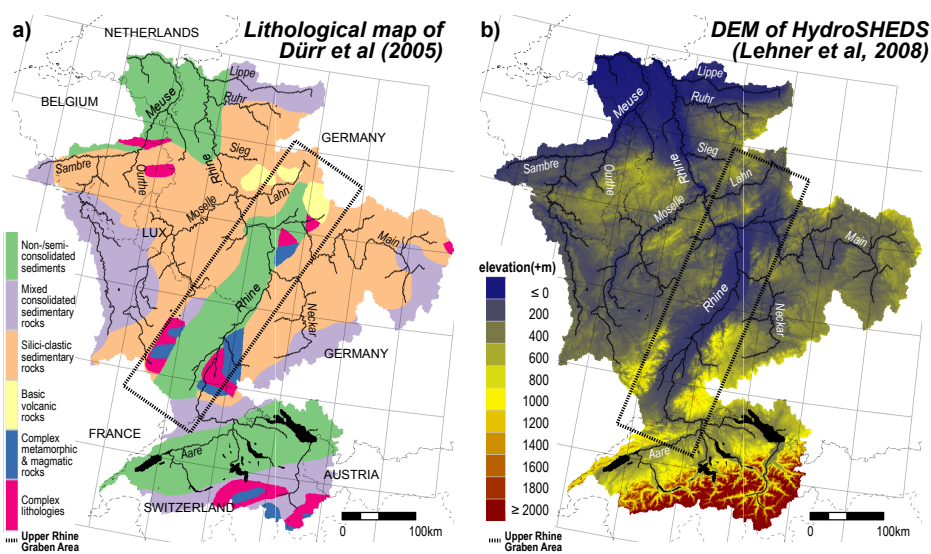 a)
Lithological map of
Dürr et al (2005)
NETHERLANDS
BELGIUM
GERMANY
LUX
GERMANY
FRANCE
AUSTRIA
SWITZERLAND
Lippe
Ruhr
Meuse
Sieg
Sambre
Ourthe
Rhine
Lahn
Moselle
Main
Rhine
Neckar
Aare
Non-/semi-
consolidated
sediments
Mixed
consolidated
sedimentary
rocks
Silici-clastic
sedimentary
rocks
Basic
volcanic
rocks
Complex
metamorphic
& magmatic
rocks
Complex
lithologies
Upper Rhine
Graben Area
100km
b)
DEM of HydroSHEDS
(Lehner et al, 2008)
Lippe
Ruhr
Meuse
Sieg
Sambre
Ourthe
Rhine
Lahn
Moselle
Main
Rhine
Neckar
Aare
elevation(+m)
≤ 0
200
400
600
800
1000
1200
1400
1600
1800
≥ 2000
Upper Rhine
Graben Area
100km